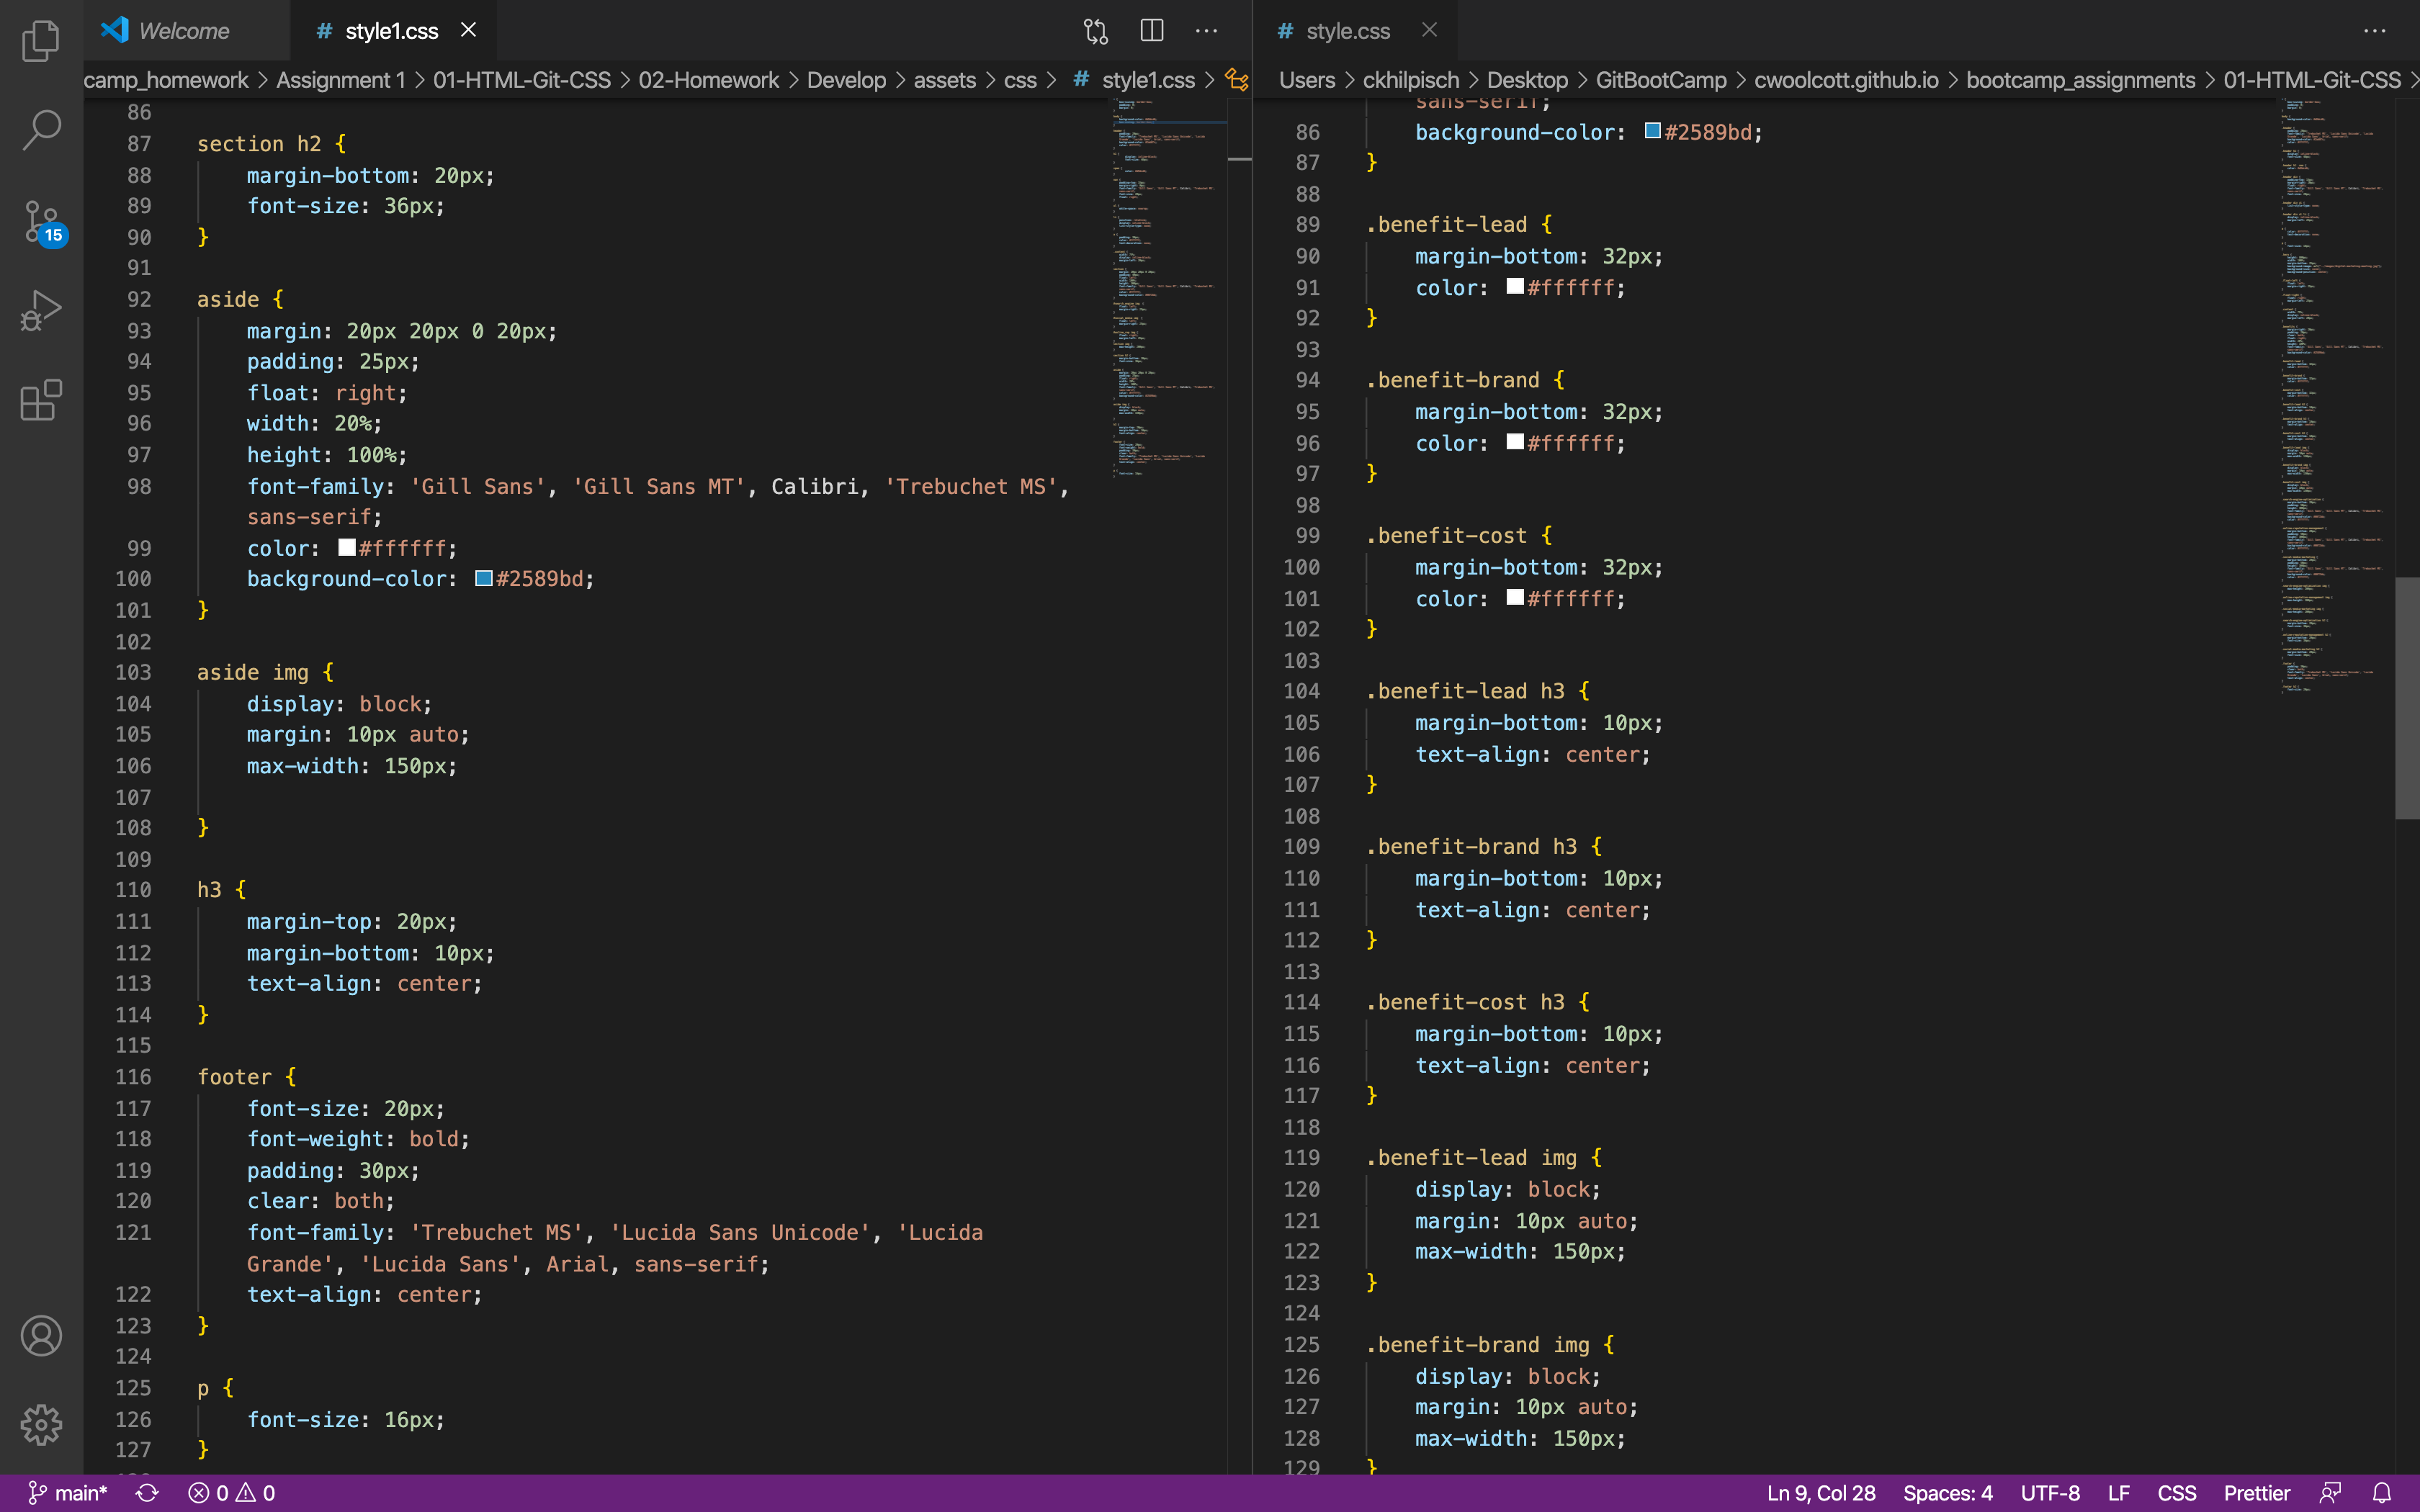 Welcome
# style1.css
camp_homework > Assignment 1 > 01-HTML-Git-CSS > 02-Homework > Develop > assets > css > # style1.css >
86
87 section h2 {
88 margin-bottom: 20px;
89 font-size: 36px;
90 }
91
92 aside {
93 margin: 20px 20px 0 20px;
94 padding: 25px;
95 float: right;
96 width: 20%;
97 height: 100%;
98 font-family: 'Gill Sans', 'Gill Sans MT', Calibri, 'Trebuchet MS',
sans-serif;
99 color: #ffffff;
100 background-color: #2589bd;
101 }
102
103 aside img {
104 display: block;
105 margin: 10px auto;
106 max-width: 150px;
107
108 }
109
110 h3 {
111 margin-top: 20px;
112 margin-bottom: 10px;
113 text-align: center;
114 }
115
116 footer {
117 font-size: 20px;
118 font-weight: bold;
119 padding: 30px;
120 clear: both;
121 font-family: 'Trebuchet MS', 'Lucida Sans Unicode', 'Lucida
Grande', 'Lucida Sans', Arial, sans-serif;
122 text-align: center;
123 }
124
125 p {
126 font-size: 16px;
127 }
# style.css
Users > ckhilpisch > Desktop > GitBootCamp > cwoolcott.github.io > bootcamp_assignments > 01-HTML-Git-CSS >
sans-serif;
86 background-color: #2589bd;
87 }
88
89 .benefit-lead {
90 margin-bottom: 32px;
91 color: #ffffff;
92 }
93
94 .benefit-brand {
95 margin-bottom: 32px;
96 color: #ffffff;
97 }
98
99 .benefit-cost {
100 margin-bottom: 32px;
101 color: #ffffff;
102 }
103
104 .benefit-lead h3 {
105 margin-bottom: 10px;
106 text-align: center;
107 }
108
109 .benefit-brand h3 {
110 margin-bottom: 10px;
111 text-align: center;
112 }
113
114 .benefit-cost h3 {
115 margin-bottom: 10px;
116 text-align: center;
117 }
118
119 .benefit-lead img {
120 display: block;
121 margin: 10px auto;
122 max-width: 150px;
123 }
124
125 .benefit-brand img {
126 display: block;
127 margin: 10px auto;
128 max-width: 150px;
129 }
15
main* 0 0 Ln 9, Col 28 Spaces: 4 UTF-8 LF CSS Prettier